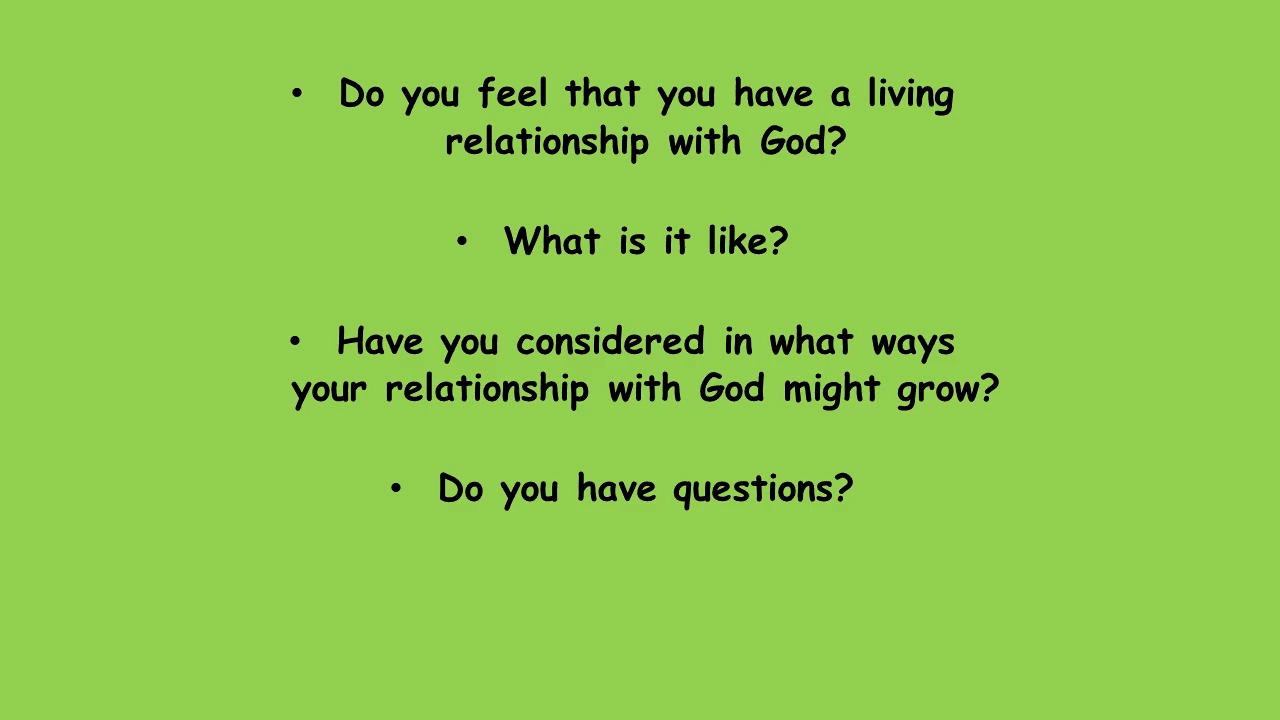 • Do you feel that you have a living
relationship with God?
• What is it like?
• Have you considered in what ways
your relationship with God might grow?
• Do you have questions?